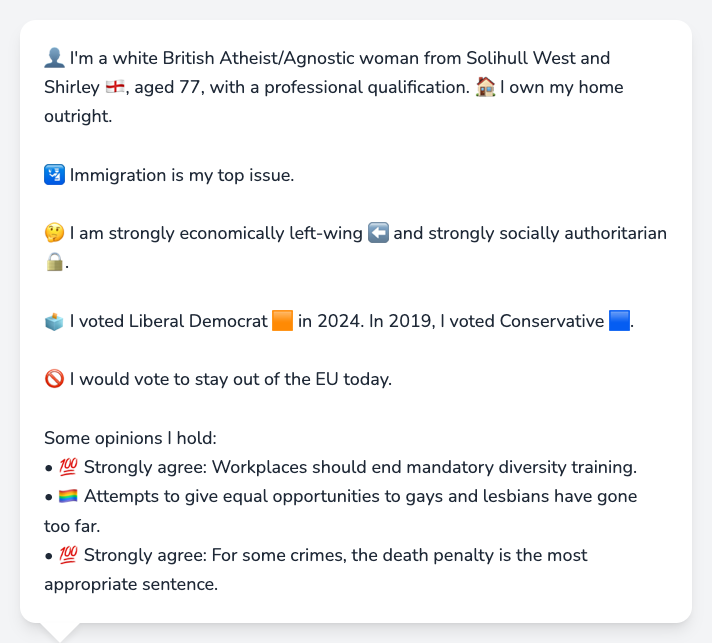 👤 I'm a white British Atheist/Agnostic woman from Solihull West and
Shirley 🏴󠁧󠁢󠁥󠁮󠁧󠁿, aged 77, with a professional qualification. 🏠 I own my home
outright.
🛂 Immigration is my top issue.
🤔 I am strongly economically left-wing ⬅️ and strongly socially authoritarian
🔒.
🗳️ I voted Liberal Democrat 🟧 in 2024. In 2019, I voted Conservative 🟦.
🚫 I would vote to stay out of the EU today.
Some opinions I hold:
• 💯 Strongly agree: Workplaces should end mandatory diversity training.
• 🏳️‍🌈 Attempts to give equal opportunities to gays and lesbians have gone
too far.
• 💯 Strongly agree: For some crimes, the death penalty is the most
appropriate sentence.